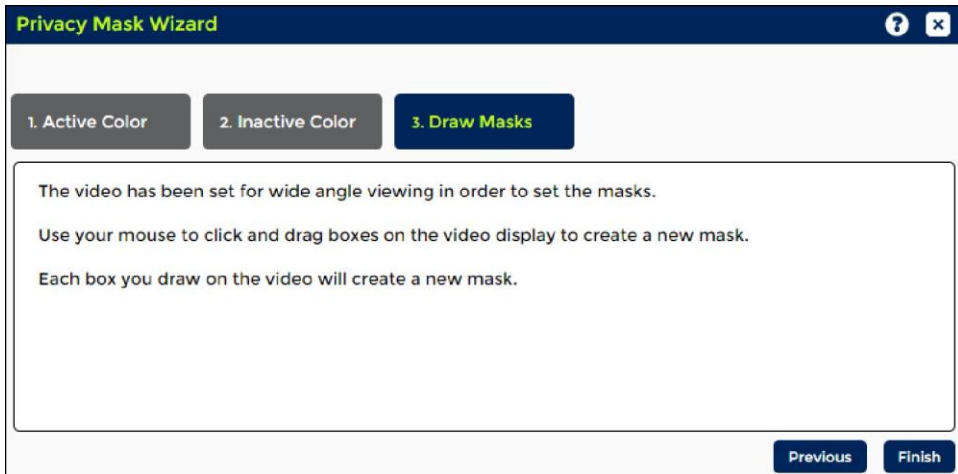 Privacy Mask Wizard
1. Active Color
2. Inactive Color
3. Draw Masks
The video has been set for wide angle viewing in order to set the masks.
Use your mouse to click and drag boxes on the video display to create a new mask.
Each box you draw on the video will create a new mask.
Previous
Finish